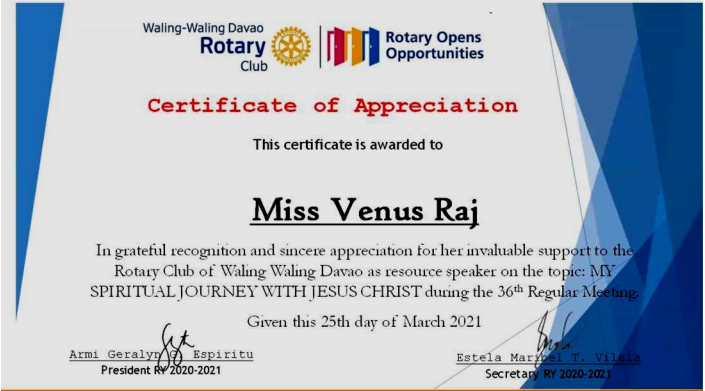 Waling-Waling Davao
Rotary
Club
Rotary Opens
Opportunities
Certificate of Appreciation
This certificate is awarded to
Miss Venus Raj
In grateful recognition and sincere appreciation for her invaluable support to the
Rotary Club of Waling Waling Davao as resource speaker on the topic: MY
SPIRITUAL JOURNEY WITH JESUS CHRIST during the 36th Regular Meeting.
Given this 25th day of March 2021
Armi Geralyn G. Espiritu
President RY 2020-2021
Estela Maribel T. Vilela
Secretary RY 2020-2021